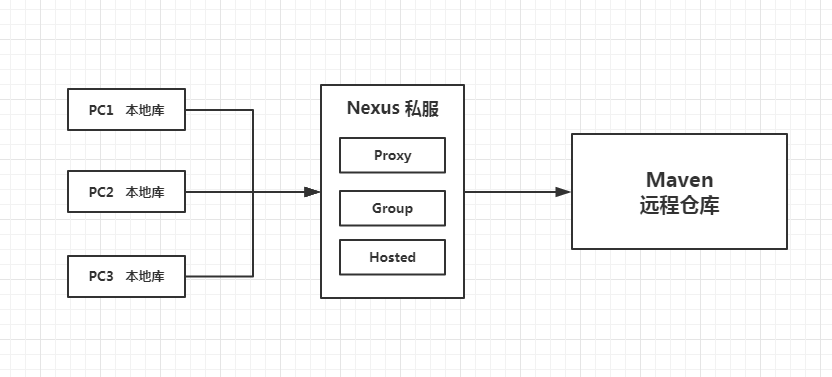 PC1 本地库
PC2 本地库
PC3 本地库
Nexus 私服
Proxy
Group
Hosted
Maven
远程仓库